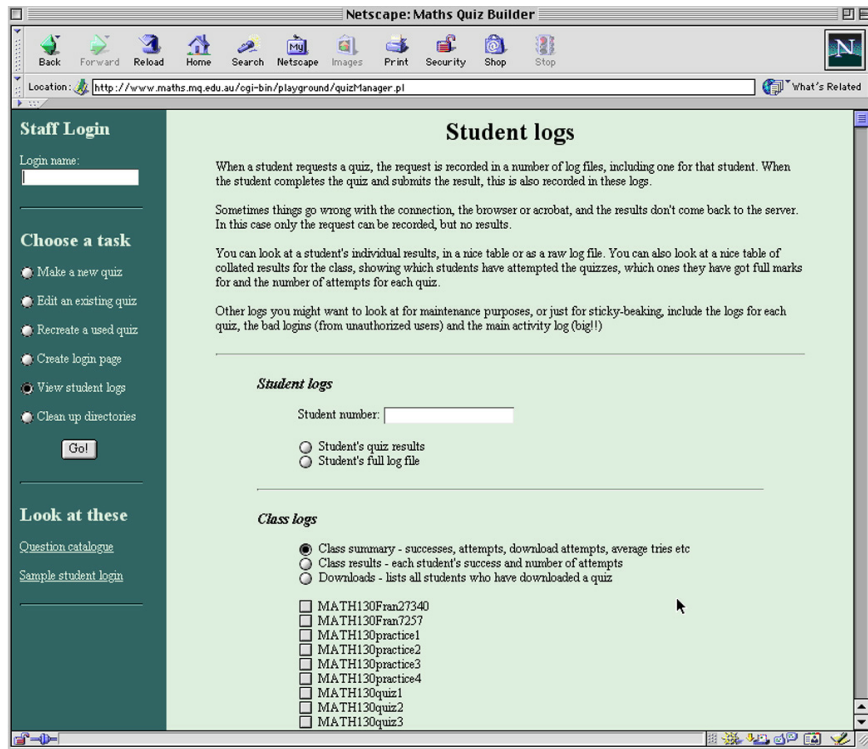 Netscape: Maths Quiz Builder
Back Forward Reload Home Search Netscape Images Print Security Shop Stop
My
N
Location: http://www.maths.mq.edu.au/cgi-bin/playground/quizManager.pl What's Related
Staff Login
Login name:
Choose a task
Make a new quiz
Edit an existing quiz
Recreate a used quiz
Create login page
View student logs
Clean up directories
Go!
Look at these
Question catalogue
Sample student login
Student logs
When a student requests a quiz, the request is recorded in a number of log files, including one for that student. When
the student completes the quiz and submits the result, this is also recorded in these logs.
Sometimes things go wrong with the connection, the browser or acrobat, and the results don't come back to the server.
In this case only the request can be recorded, but no results.
You can look at a student's individual results, in a nice table or as a raw log file. You can also look at a nice table of
collated results for the class, showing which students have attempted the quizzes, which ones they have got full marks
for and the number of attempts for each quiz.
Other logs you might want to look at for maintenance purposes, or just for sticky-beaking, include the logs for each
quiz, the bad logins (from unauthorized users) and the main activity log (big!!)
Student logs
Student number:
Student's quiz results
Student's full log file
Class logs
Class summary - successes, attempts, download attempts, average tries etc
Class results - each student's success and number of attempts
Downloads - lists all students who have downloaded a quiz
MATH130Fran27340
MATH130Fran7257
MATH130practice1
MATH130practice2
MATH130practice3
MATH130practice4
MATH130quiz1
MATH130quiz2
MATH130quiz3